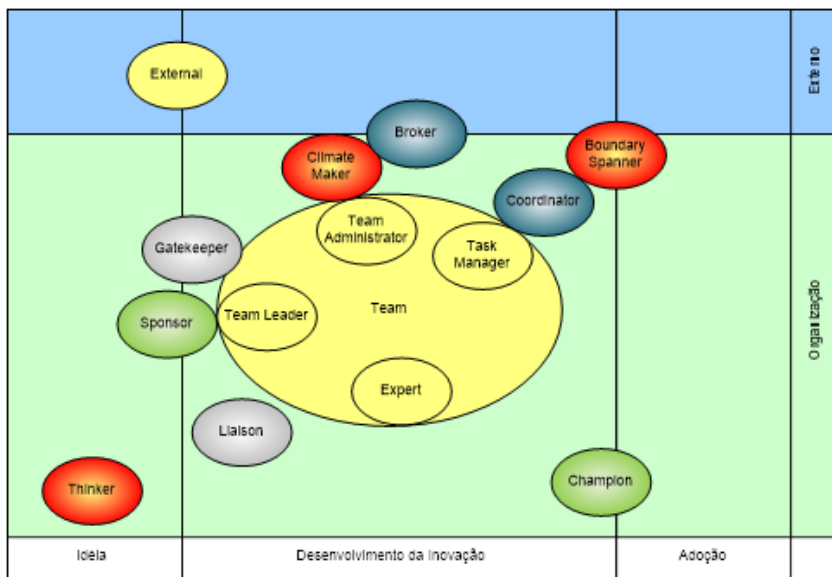 External
Externo
Broker
Climate
Maker
Boundary
Spanner
Coordinator
Team
Administrator
Gatekeeper
Task
Manager
Sponsor
Team Leader
Team
Organização
Expert
Liaison
Thinker
Champion
Ideia
Desenvolvimento da Inovação
Adoção